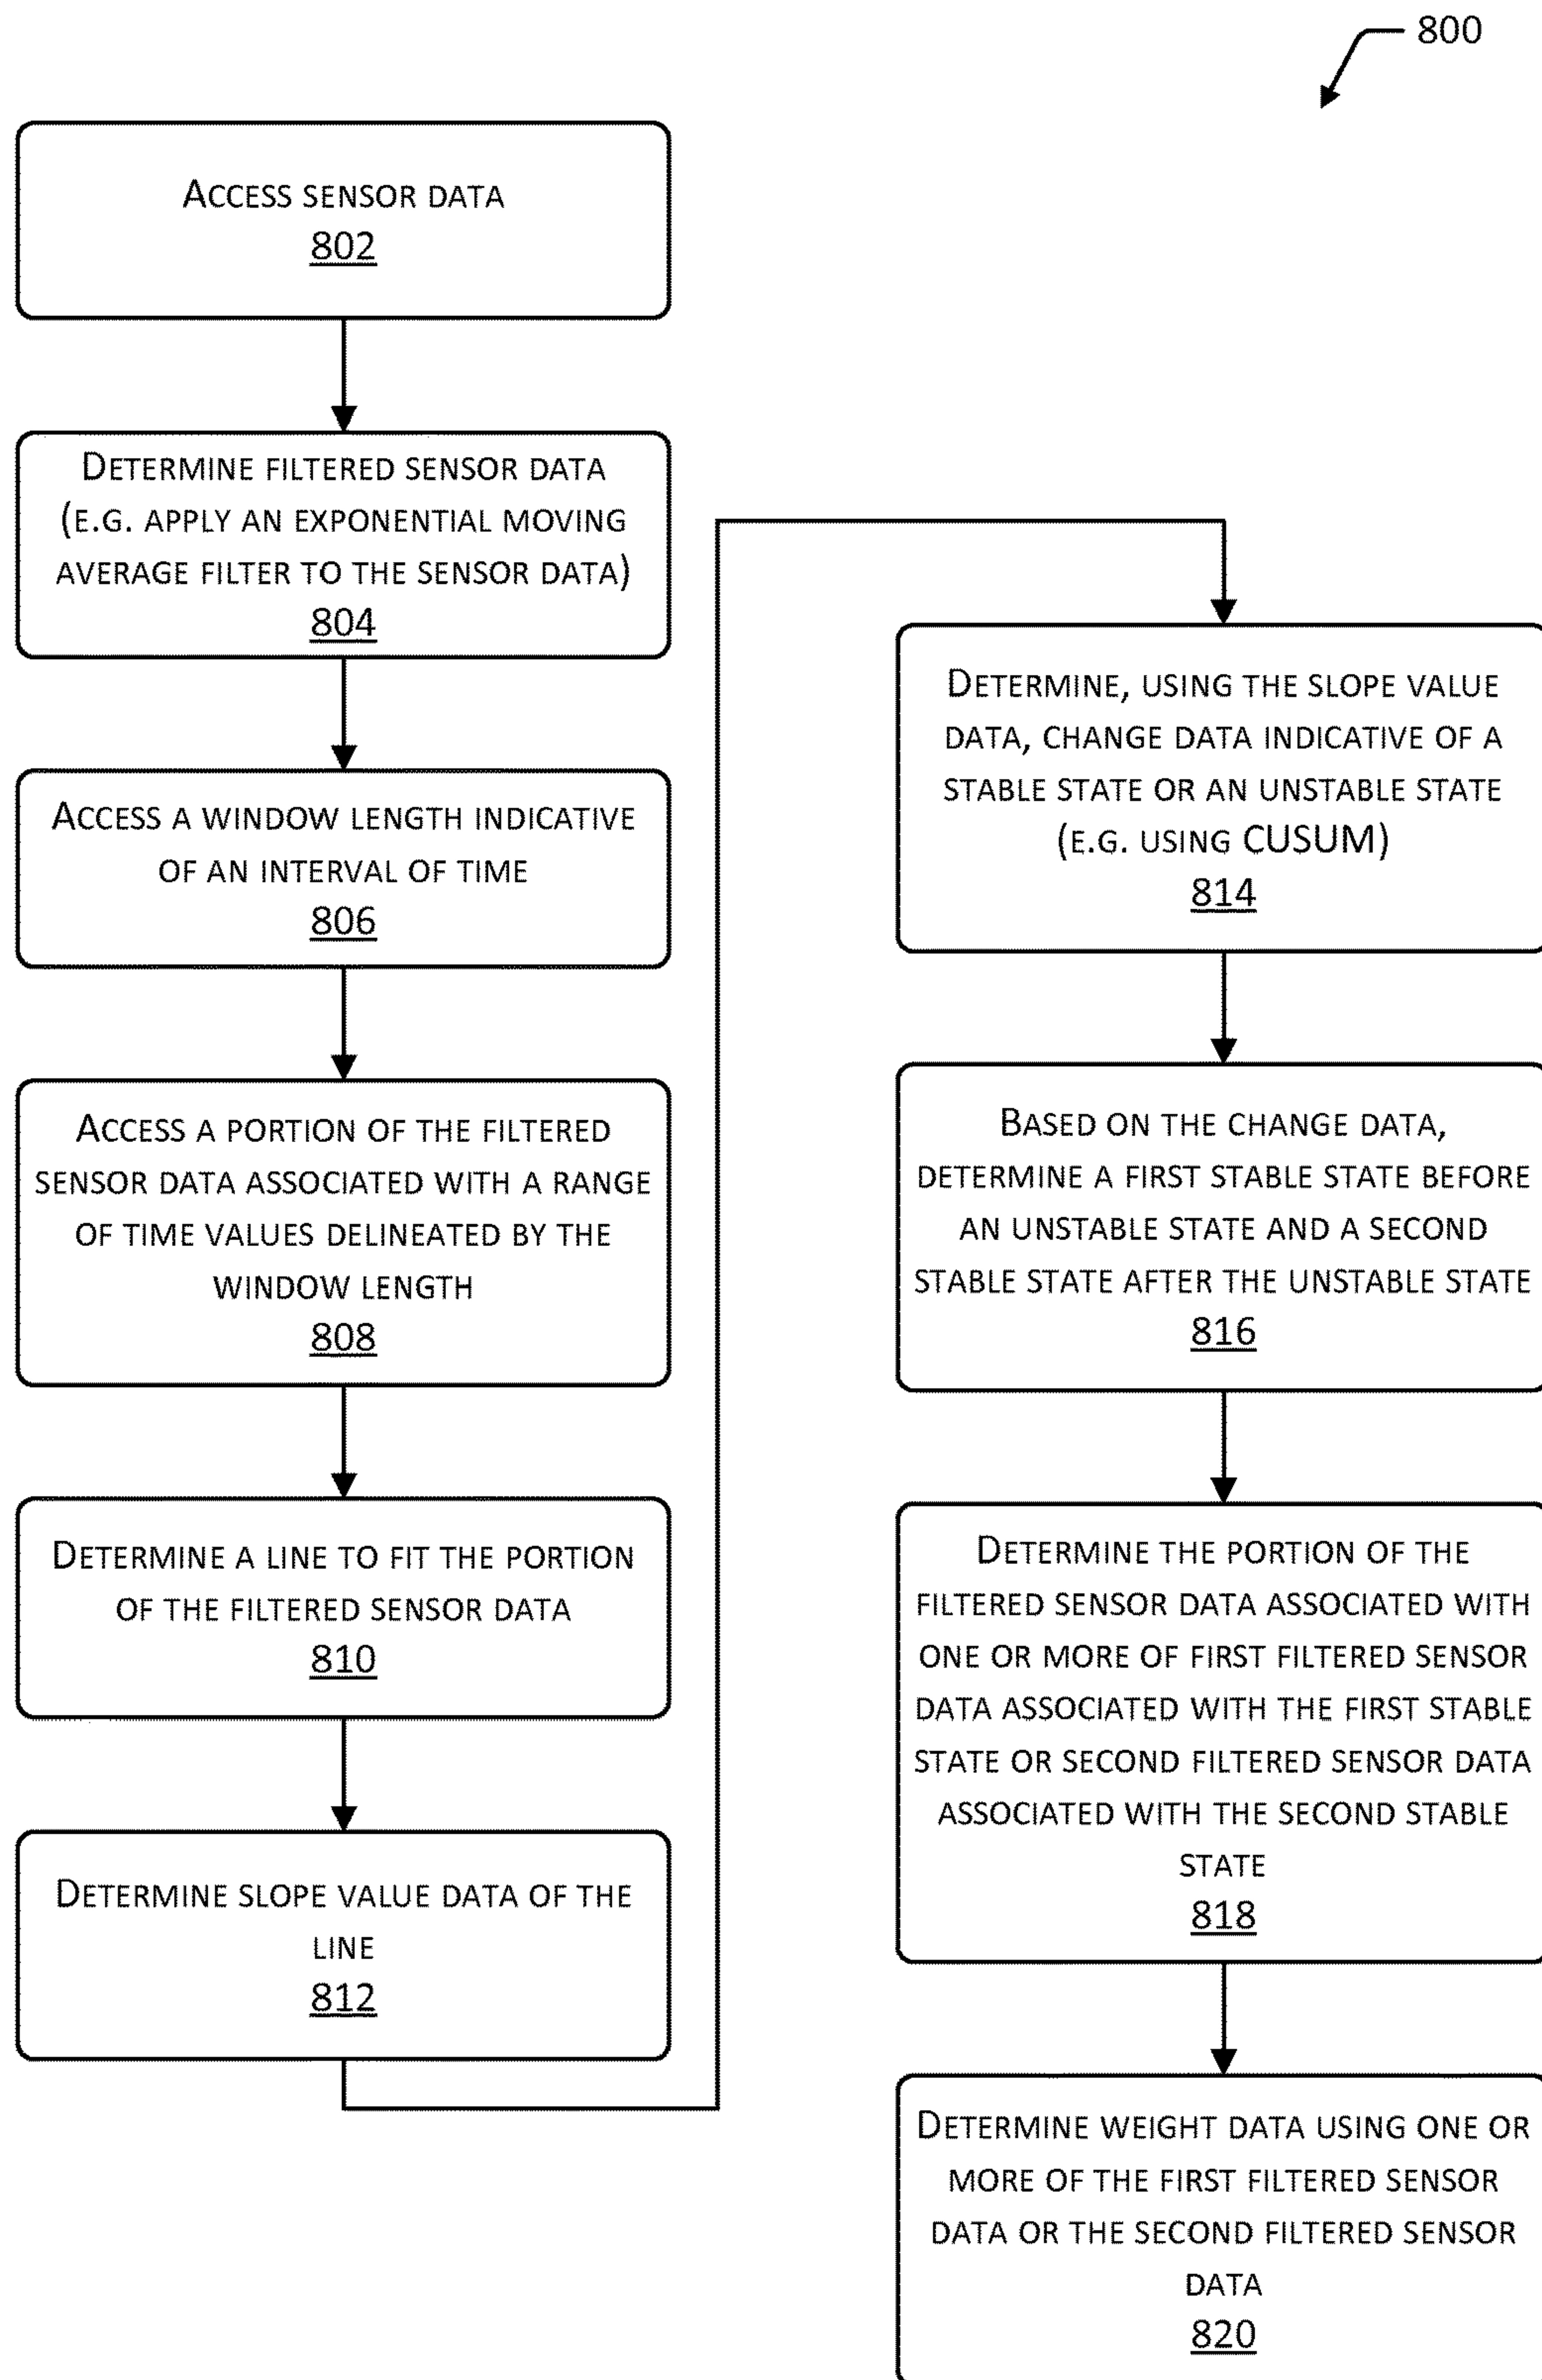 800
ACCESS SENSOR DATA
802
DETERMINE FILTERED SENSOR DATA
(E.G. APPLY AN EXPONENTIAL MOVING
AVERAGE FILTER TO THE SENSOR DATA)
804
ACCESS A WINDOW LENGTH INDICATIVE
OF AN INTERVAL OF TIME
806
ACCESS A PORTION OF THE FILTERED
SENSOR DATA ASSOCIATED WITH A RANGE
OF TIME VALUES DELINEATED BY THE
WINDOW LENGTH
808
DETERMINE A LINE TO FIT THE PORTION
OF THE FILTERED SENSOR DATA
810
DETERMINE SLOPE VALUE DATA OF THE
LINE
812
DETERMINE, USING THE SLOPE VALUE
DATA, CHANGE DATA INDICATIVE OF A
STABLE STATE OR AN UNSTABLE STATE
(E.G. USING CUSUM)
814
BASED ON THE CHANGE DATA,
DETERMINE A FIRST STABLE STATE BEFORE
AN UNSTABLE STATE AND A SECOND
STABLE STATE AFTER THE UNSTABLE STATE
816
DETERMINE THE PORTION OF THE
FILTERED SENSOR DATA ASSOCIATED WITH
ONE OR MORE OF FIRST FILTERED SENSOR
DATA ASSOCIATED WITH THE FIRST STABLE
STATE OR SECOND FILTERED SENSOR DATA
ASSOCIATED WITH THE SECOND STABLE
STATE
818
DETERMINE WEIGHT DATA USING ONE OR
MORE OF THE FIRST FILTERED SENSOR
DATA OR THE SECOND FILTERED SENSOR
DATA
820